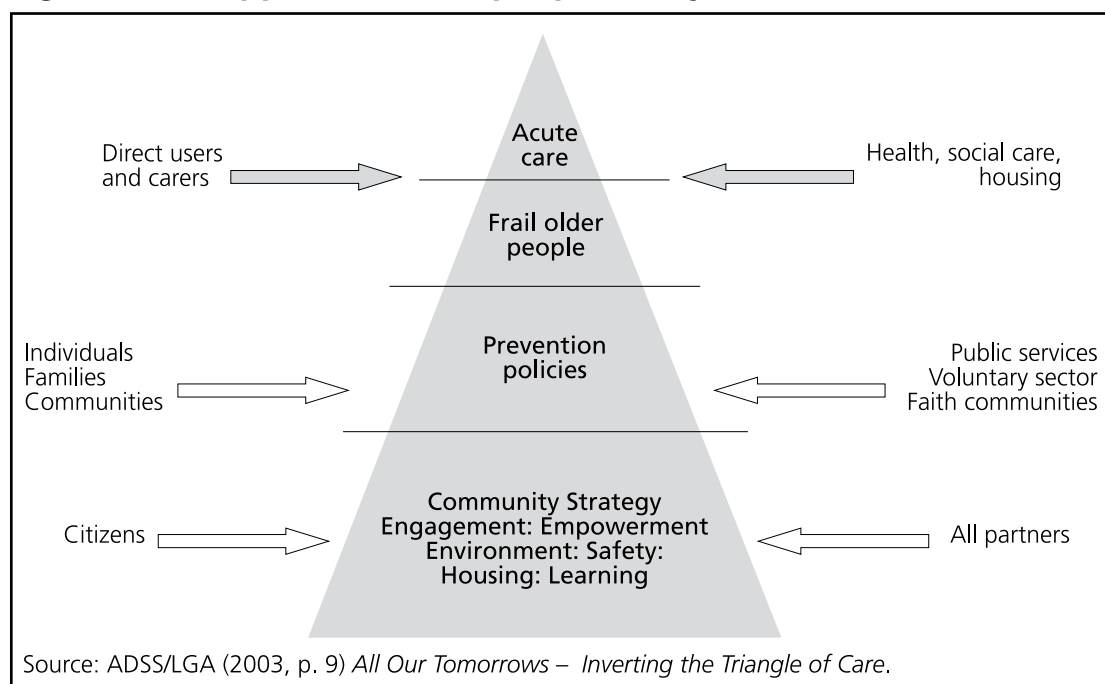 Acute
care
Direct users
and carers
Health, social care,
housing
Frail older
people
Prevention
policies
Individuals
Families
Communities
Public services
Voluntary sector
Faith communities
Community Strategy
Engagement: Empowerment
Environment: Safety:
Housing: Learning
Citizens
All partners
Source: ADSS/LGA (2003, p. 9) All Our Tomorrows – Inverting the Triangle of Care.